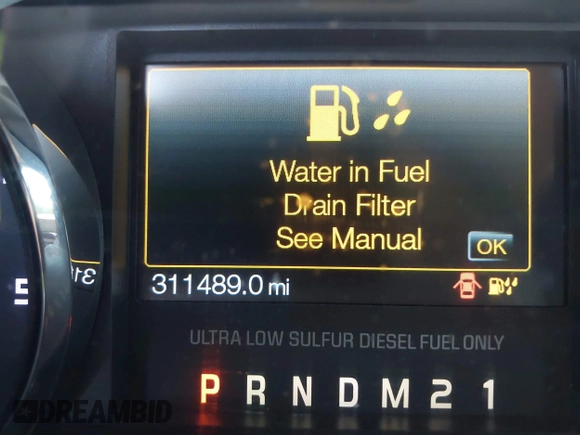 Water in Fuel
Drain Filter
See Manual
OK
311489.0 mi
ULTRA LOW SULFUR DIESEL FUEL ONLY
P R N D M 2 1
DREAMBID